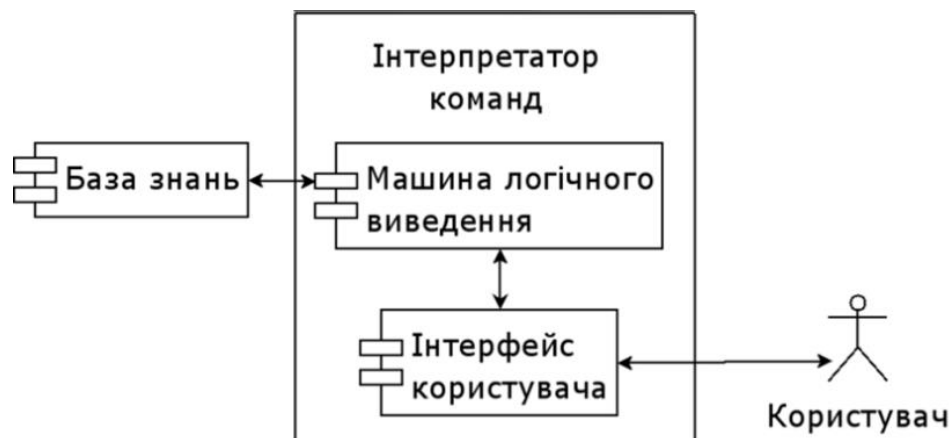 Інтерпретатор
команд
База знань
Машина логічного
виведення
Інтерфейс
користувача
Користувач